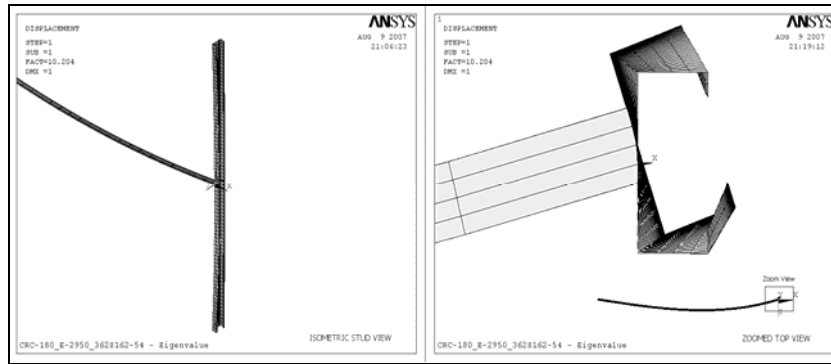 ANSYS
DISPLACEMENT
AUG 9 2007
21:06:23
STEP=1
SUB =1
FACT=10.204
DMX =1
X
ISOMETRIC STUD VIEW
CRC-180_E-2950_362S162-54 - Eigenvalue
1
ANSYS
DISPLACEMENT
AUG 9 2007
21:19:12
STEP=1
SUB =1
FACT=10.204
DMX =1
X
Zoom View
X
ZOOMED TOP VIEW
CRC-180_E-2950_362S162-54 - Eigenvalue